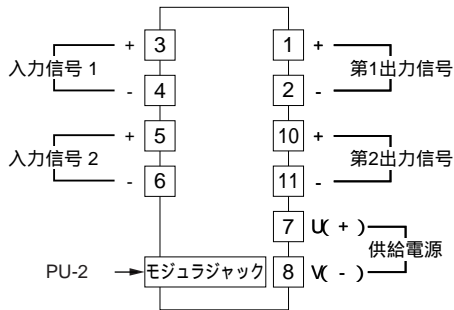 + 3 1 +
入力信号 1 第1出力信号
- 4 2 -
+ 5 10 +
入力信号 2 第2出力信号
- 6 11 -
7 U( + )
供給電源
PU-2 モジュラジャック 8 V( - )